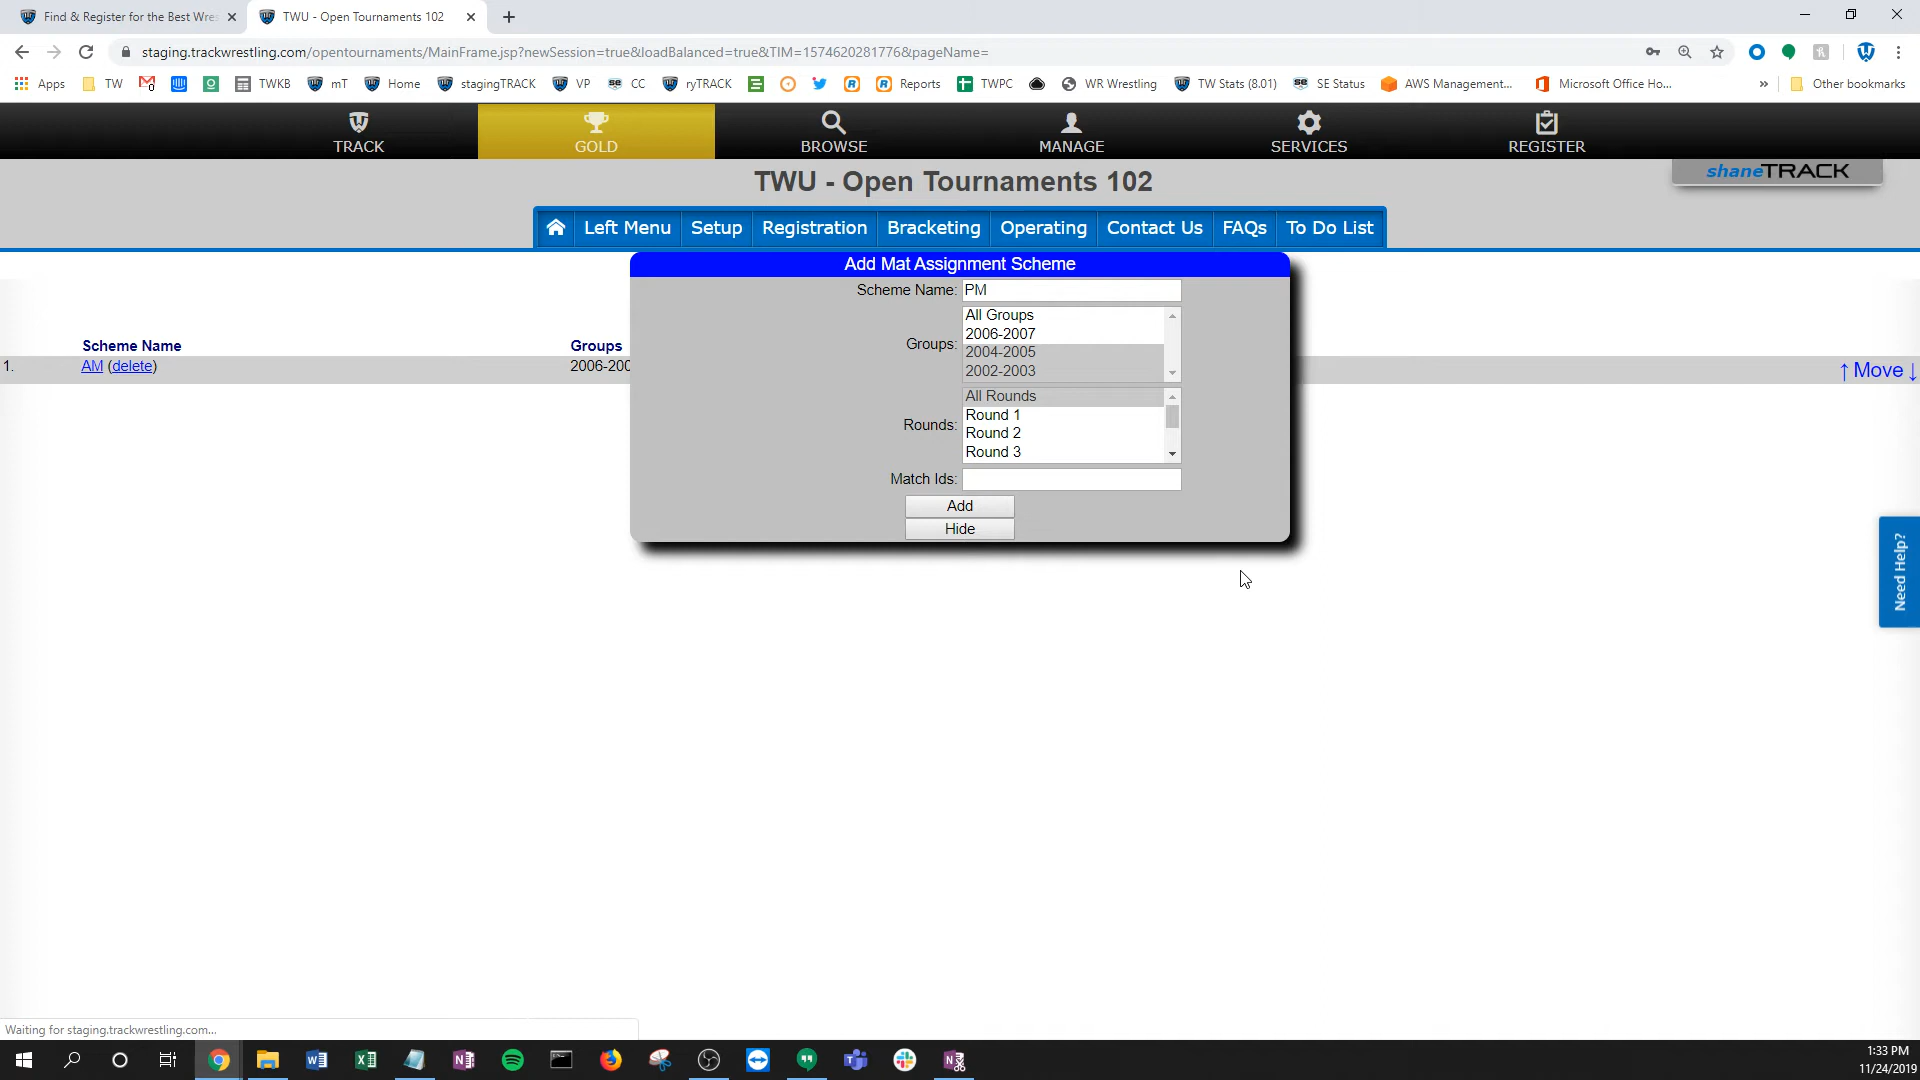 Find & Register for the Best Wres
TWU - Open Tournaments 102
staging.trackwrestling.com/opentournaments/MainFrame.jsp?newSession=true&loadBalanced=true&TIM=1574620281776&pageName=
Apps TW TWKB mT Home stagingTRACK VP CC ryTRACK Reports TWPC WR Wrestling TW Stats (8.01) SE Status AWS Management... Microsoft Office Ho... » Other bookmarks
TRACK GOLD BROWSE MANAGE SERVICES REGISTER
TWU - Open Tournaments 102
shaneTRACK
Left Menu Setup Registration Bracketing Operating Contact Us FAQs To Do List
Add Mat Assignment Scheme
Scheme Name: PM
Groups: All Groups
2006-2007
2004-2005
2002-2003
Rounds: All Rounds
Round 1
Round 2
Round 3
Match Ids:
Add
Hide
Scheme Name Groups
1. AM (delete) 2006-200
↑ Move ↓
Need Help?
Waiting for staging.trackwrestling.com...
1:33 PM
11/24/2019